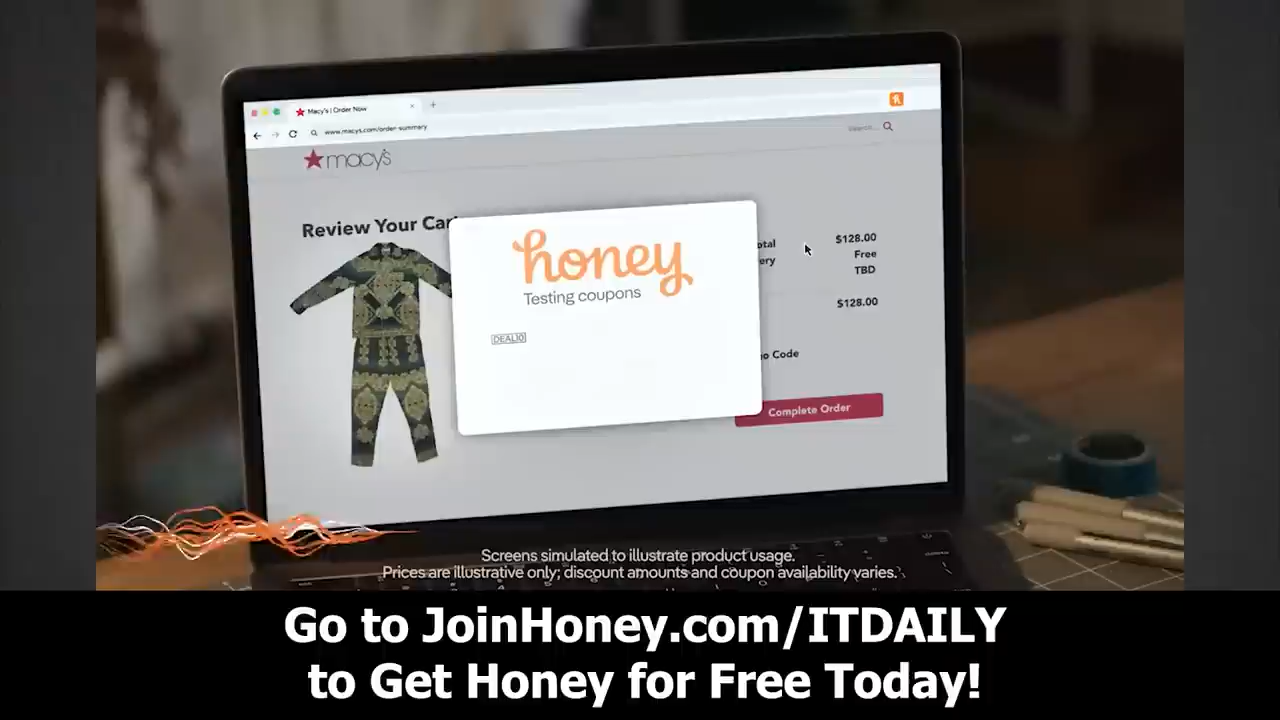 Macy's | Order Now
www.macys.com/order-summary
macy's
Search...
Review Your Cart
otal
$128.00
ery
Free
TBD
$128.00
honey
Testing coupons
DEAL10
o Code
Complete Order
Screens simulated to illustrate product usage.
Prices are illustrative only; discount amounts and coupon availability varies.
Go to JoinHoney.com/ITDAILY
to Get Honey for Free Today!